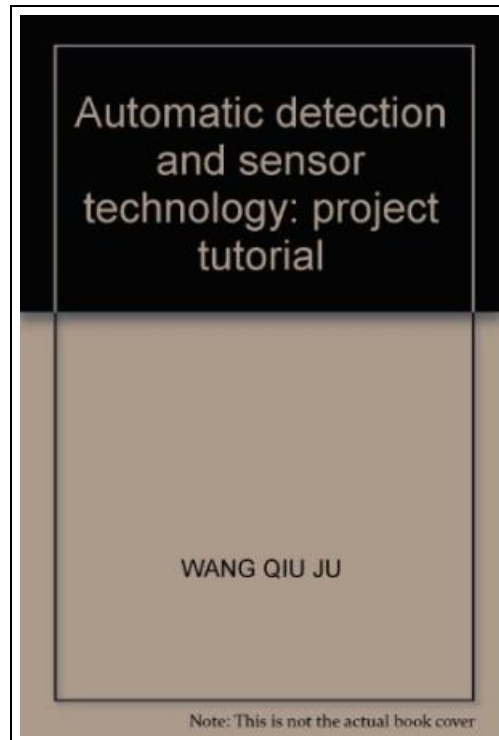 Automatic detection
and sensor
technology: project
tutorial
WANG QIU JU
Note: This is not the actual book cover